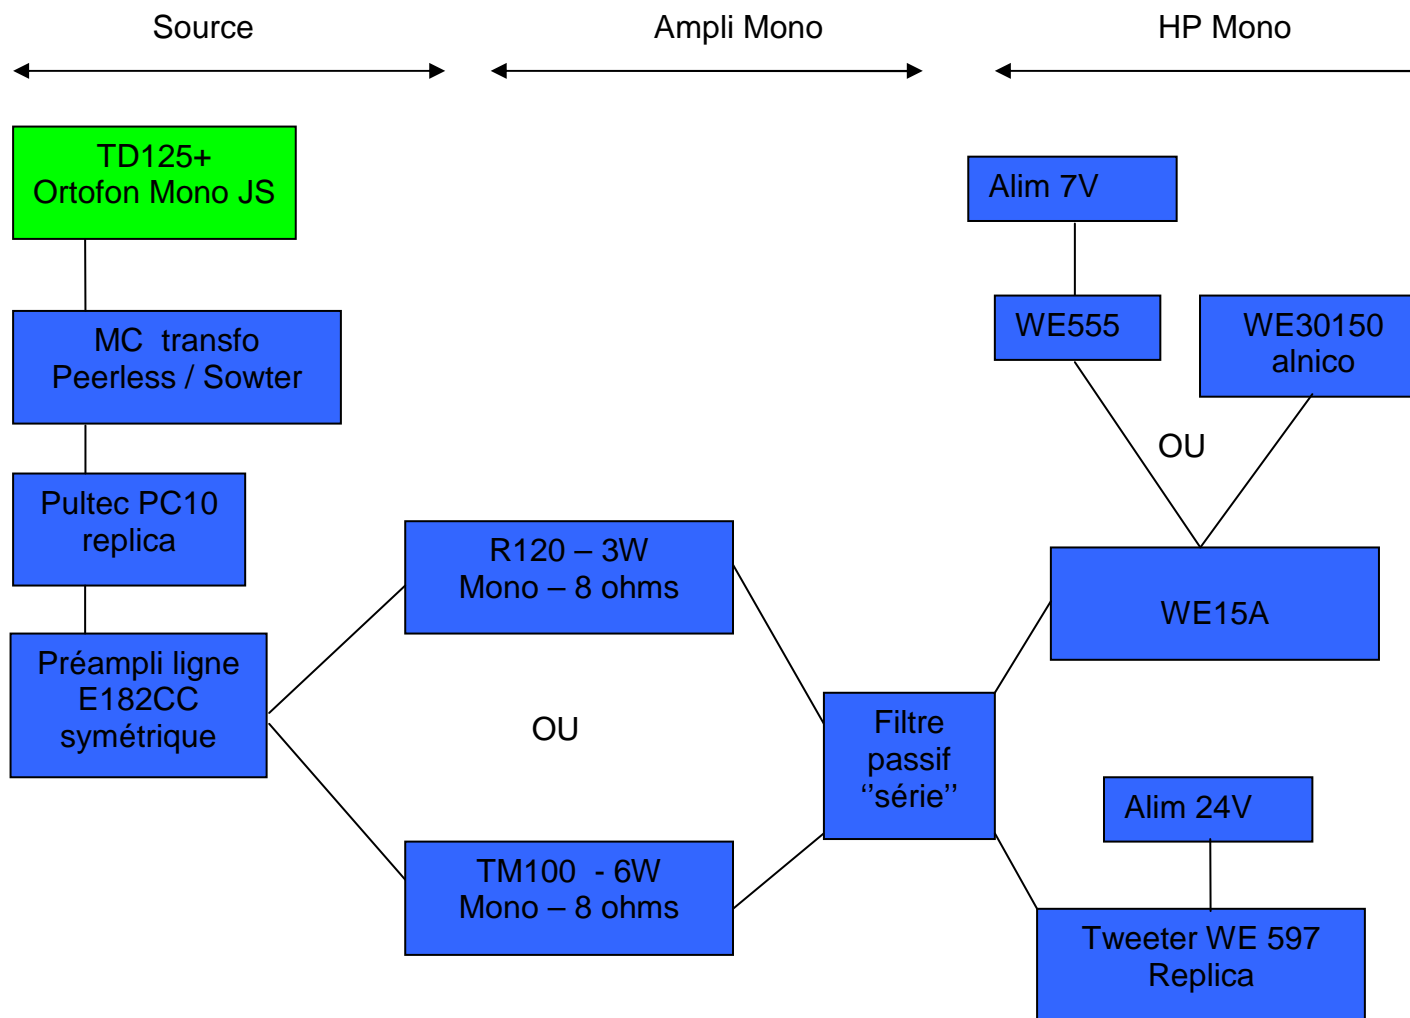 Source
Ampli Mono
HP Mono
TD125+
Ortofon Mono JS
MC transfo
Peerless / Sowter
Pultec PC10
replica
Préampli ligne
E182CC
symétrique
R120 – 3W
Mono – 8 ohms
OU
TM100 - 6W
Mono – 8 ohms
Filtre
passif
‘’série’’
Alim 7V
WE555
WE30150
alnico
OU
WE15A
Alim 24V
Tweeter WE 597
Replica